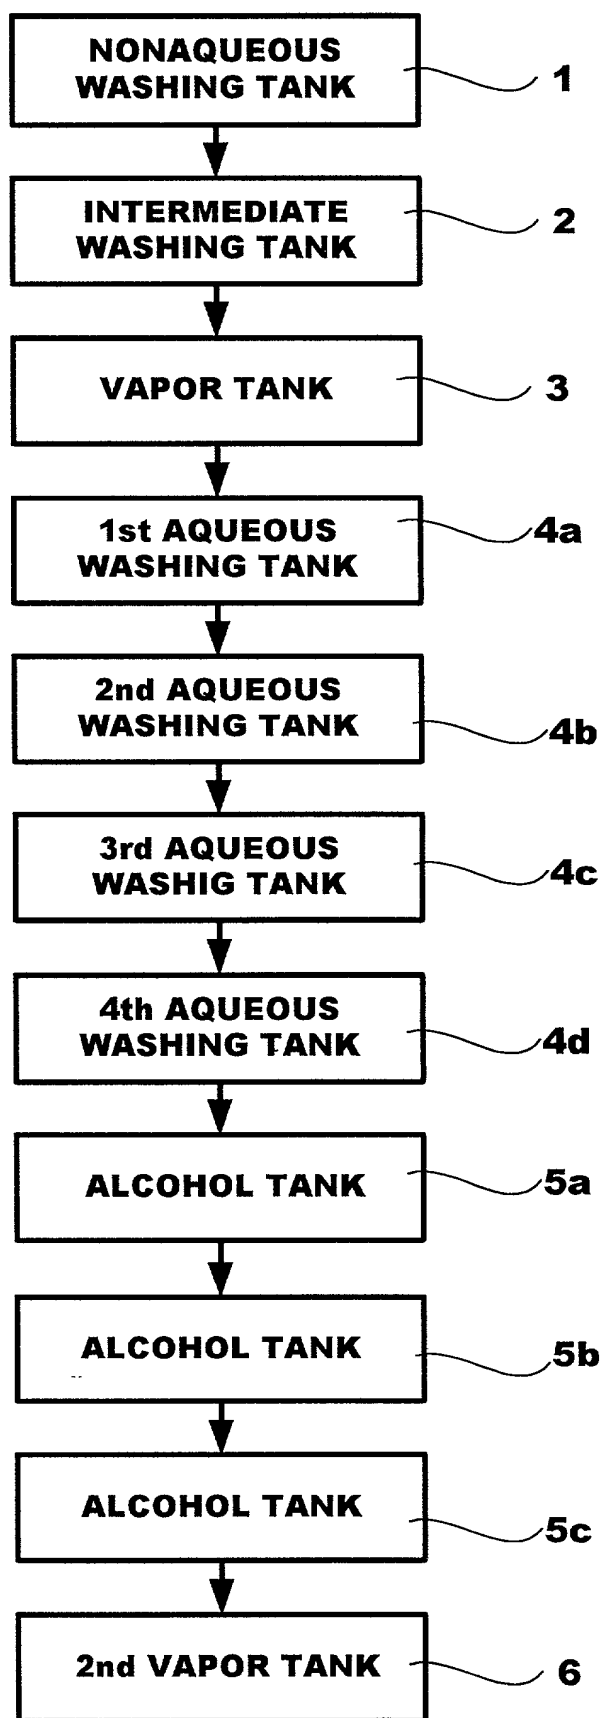 NONAQUEOUS
WASHING TANK
1
INTERMEDIATE
WASHING TANK
2
VAPOR TANK
3
1st AQUEOUS
WASHING TANK
4a
2nd AQUEOUS
WASHING TANK
4b
3rd AQUEOUS
WASHIG TANK
4c
4th AQUEOUS
WASHING TANK
4d
ALCOHOL TANK
5a
ALCOHOL TANK
5b
ALCOHOL TANK
5c
2nd VAPOR TANK
6